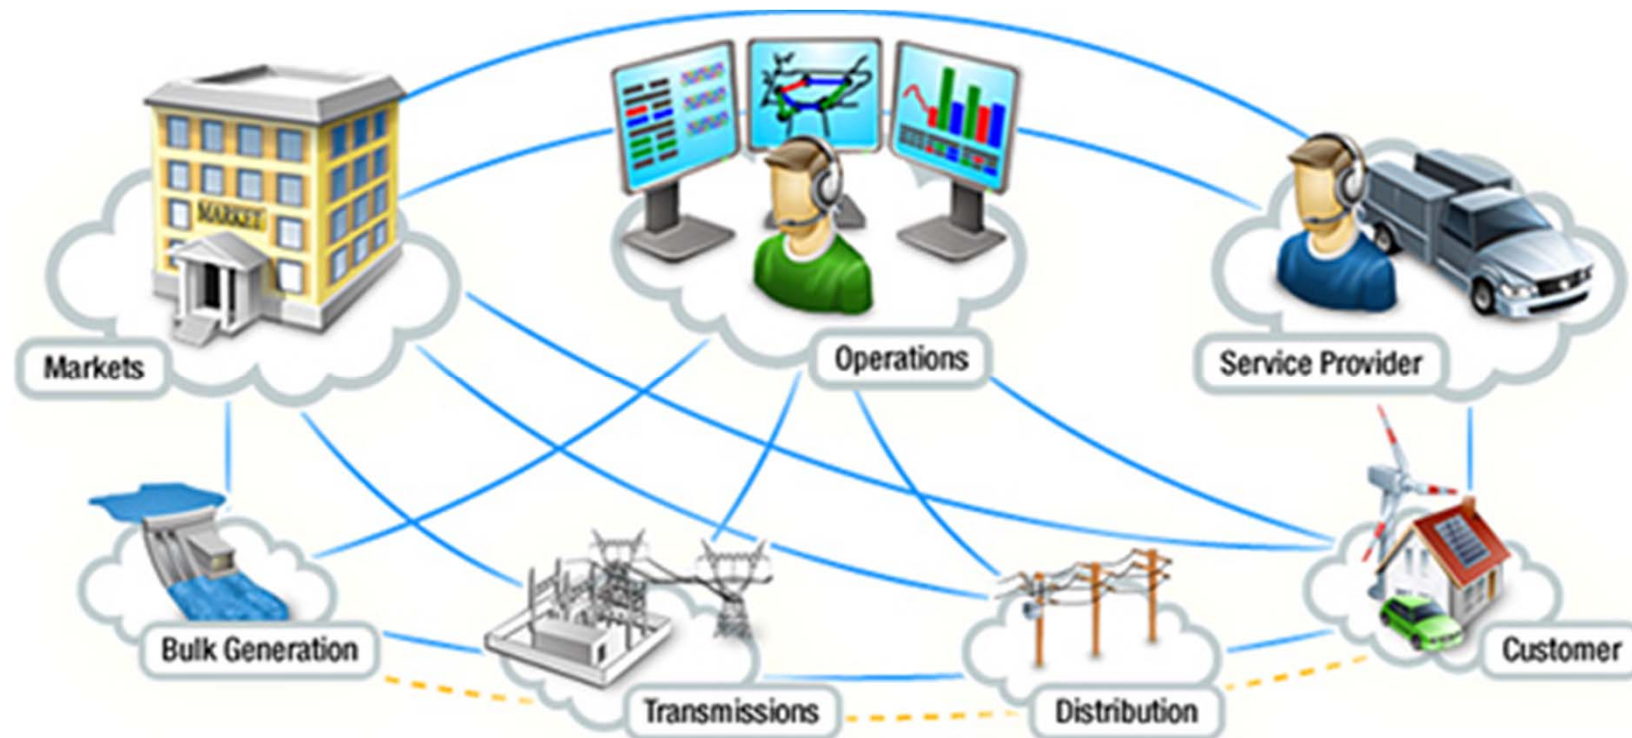 MARKET
Markets
Operations
Service Provider
Bulk Generation
Transmissions
Distribution
Customer